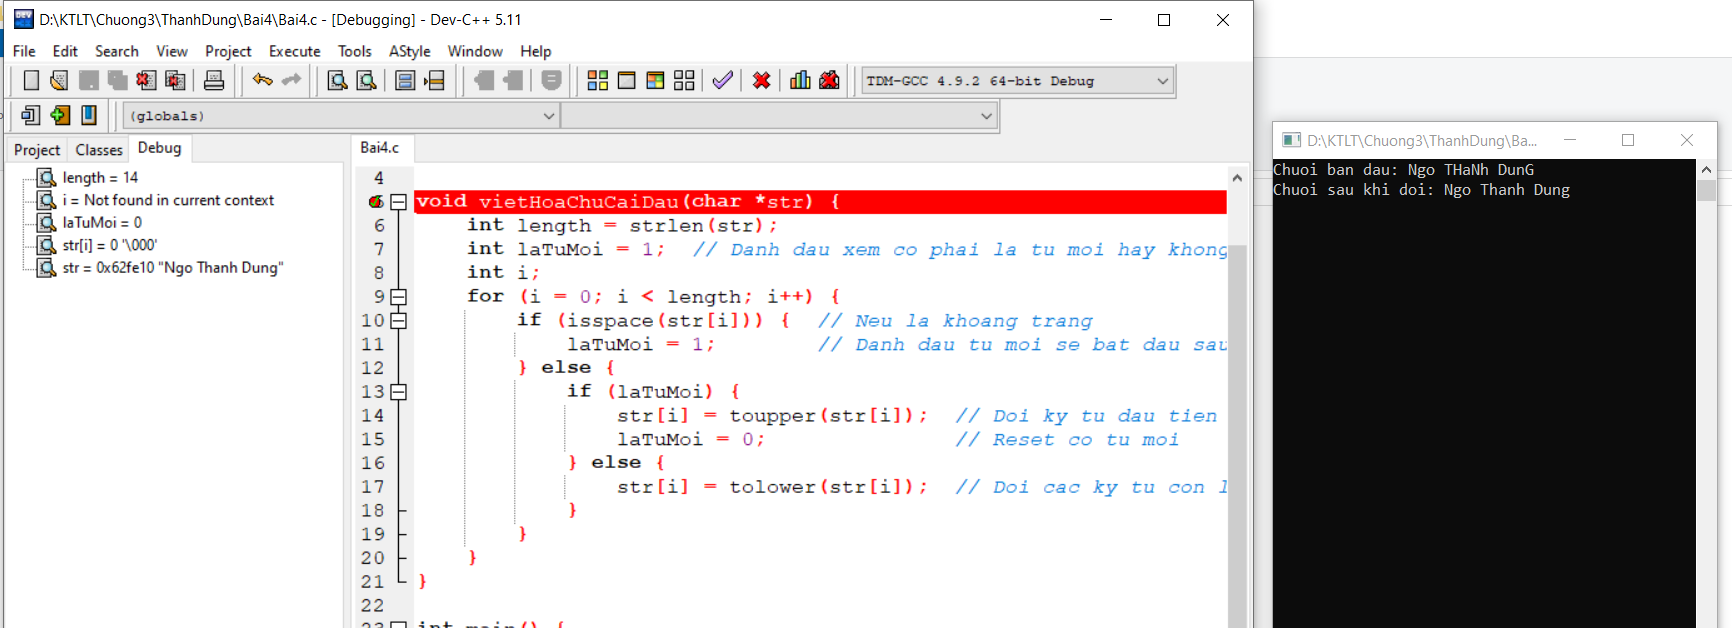 D:\KTLT\Chuong3\ThanhDung\Bai4\Bai4.c - [Debugging] - Dev-C++ 5.11
File Edit Search View Project Execute Tools AStyle Window Help
TDM-GCC 4.9.2 64-bit Debug
(globals)
Project Classes Debug
length = 14
i = Not found in current context
laTuMoi = 0
str[i] = 0 '\000'
str = 0x62fe10 "Ngo Thanh Dung"
Bai4.c
4
void vietHoaChuCaiDau(char *str) {
6 int length = strlen(str);
7 int laTuMoi = 1; // Danh dau xem co phai la tu moi hay khong
8 int i;
9 for (i = 0; i < length; i++) {
10 if (isspace(str[i])) { // Neu la khoang trang
11 laTuMoi = 1; // Danh dau tu moi se bat dau sau
12 } else {
13 if (laTuMoi) {
14 str[i] = toupper(str[i]); // Doi ky tu dau tien
15 laTuMoi = 0; // Reset co tu moi
16 } else {
17 str[i] = tolower(str[i]); // Doi cac ky tu con l
18 }
19 }
20 }
21 }
22
23 int main() {
D:\KTLT\Chuong3\ThanhDung\Ba...
Chuoi ban dau: Ngo THaNh DunG
Chuoi sau khi doi: Ngo Thanh Dung